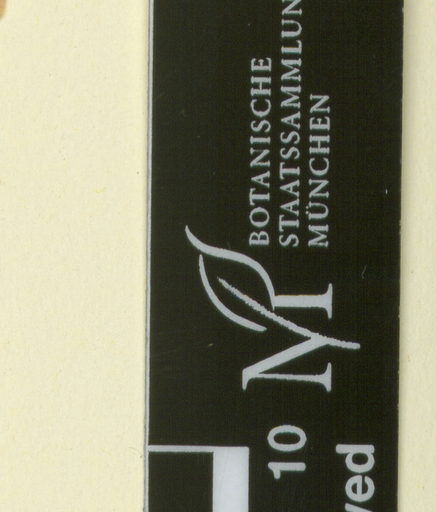 BOTANISCHE
STAATSSAMMLUN
MÜNCHEN
M
10
ved